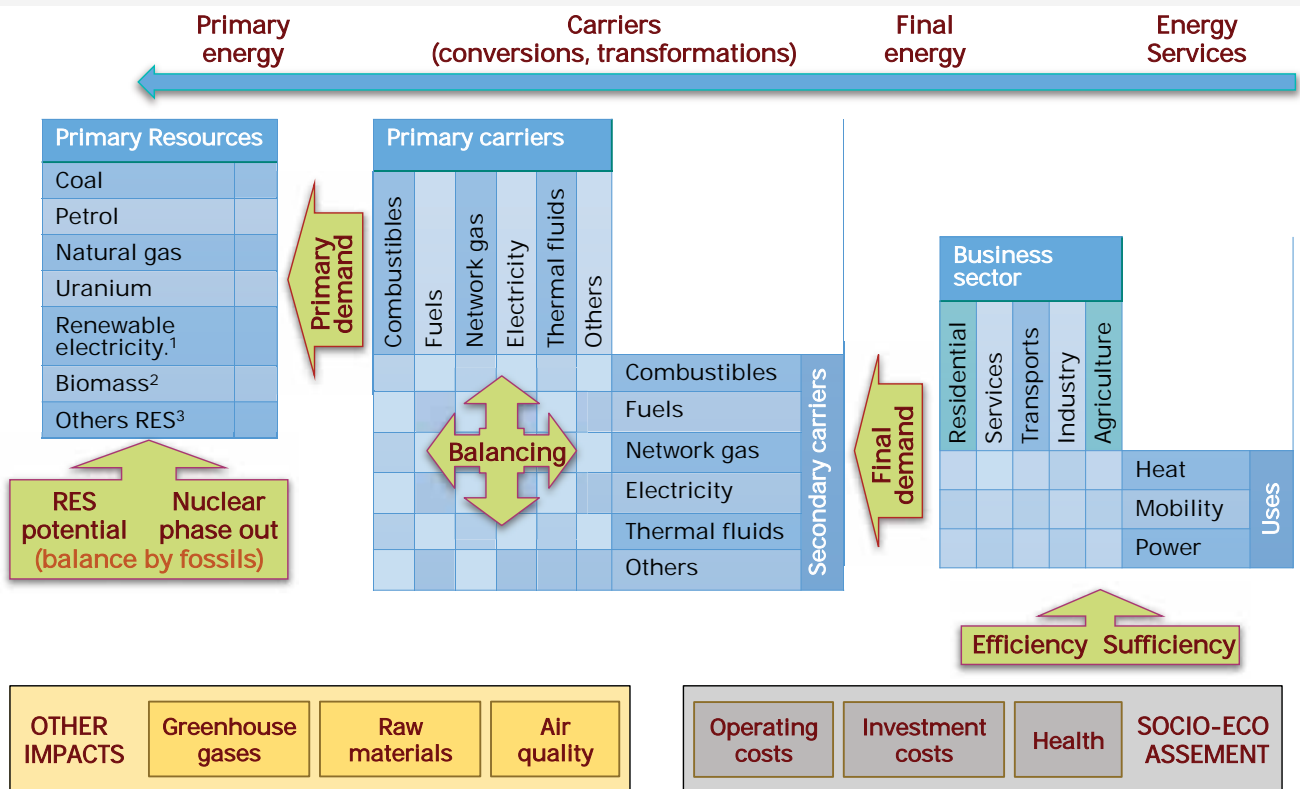 Primary
energy
Carriers
(conversions, transformations)
Final
energy
Energy
Services
Primary Resources
Coal
Petrol
Natural gas
Uranium
Renewable
electricity.¹
Biomass²
Others RES³
Primary
demand
Primary carriers
Combustibles
Fuels
Network gas
Electricity
Thermal fluids
Others
Balancing
Combustibles
Fuels
Network gas
Electricity
Thermal fluids
Others
Secondary carriers
Final
demand
Business
sector
Residential
Services
Transports
Industry
Agriculture
Heat
Mobility
Power
Uses
RES
potential
Nuclear
phase out
(balance by fossils)
Efficiency Sufficiency
OTHER
IMPACTS
Greenhouse
gases
Raw
materials
Air
quality
Operating
costs
Investment
costs
Health
SOCIO-ECO
ASSEMENT